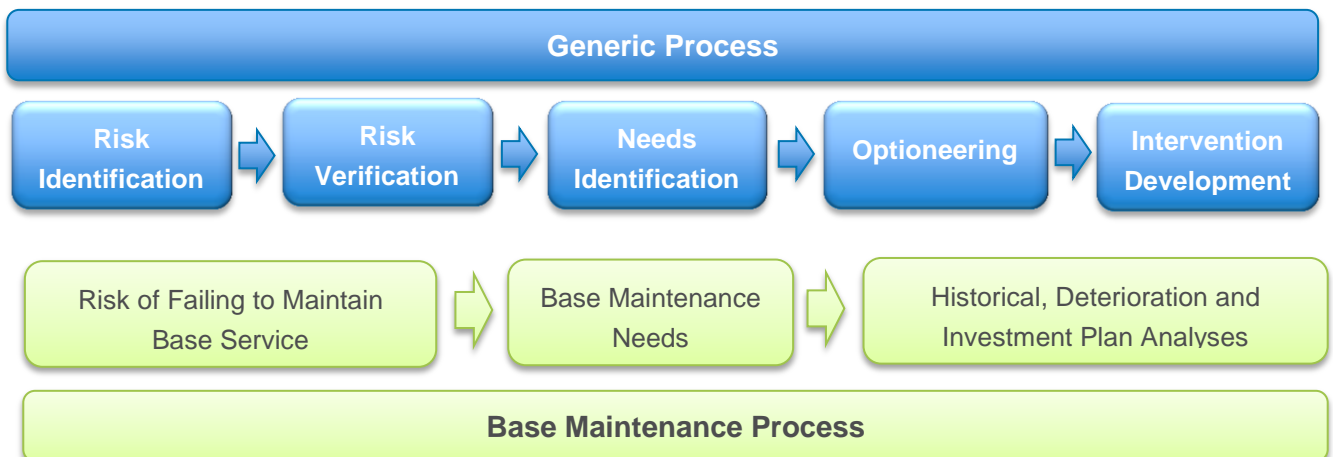 Generic Process
Risk
Identification
Risk
Verification
Needs
Identification
Optioneering
Intervention
Development
Risk of Failing to Maintain
Base Service
Base Maintenance
Needs
Historical, Deterioration and
Investment Plan Analyses
Base Maintenance Process